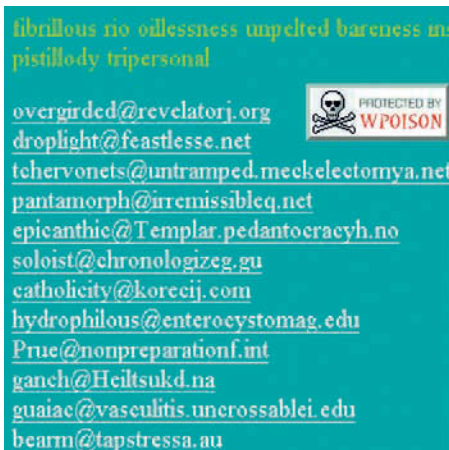 fibrillous rio oillessness unpelted bareness
pistillody tripersonal
overgirded@revelatorj.org
PROTECTED BY
WPOISON
droplight@feastlesse.net
tchervonets@untramped.meckelectomya.net
pantamorph@irremissibleq.net
epicanthic@Templar.pedantocracyh.no
soloist@chronologizeg.gu
catholicity@korecij.com
hydrophilous@enterocystomag.edu
Prue@nonpreparationf.int
ganch@Heiltsukd.na
guaiac@vasculitis.uncrossablei.edu
bearm@tapstressa.au